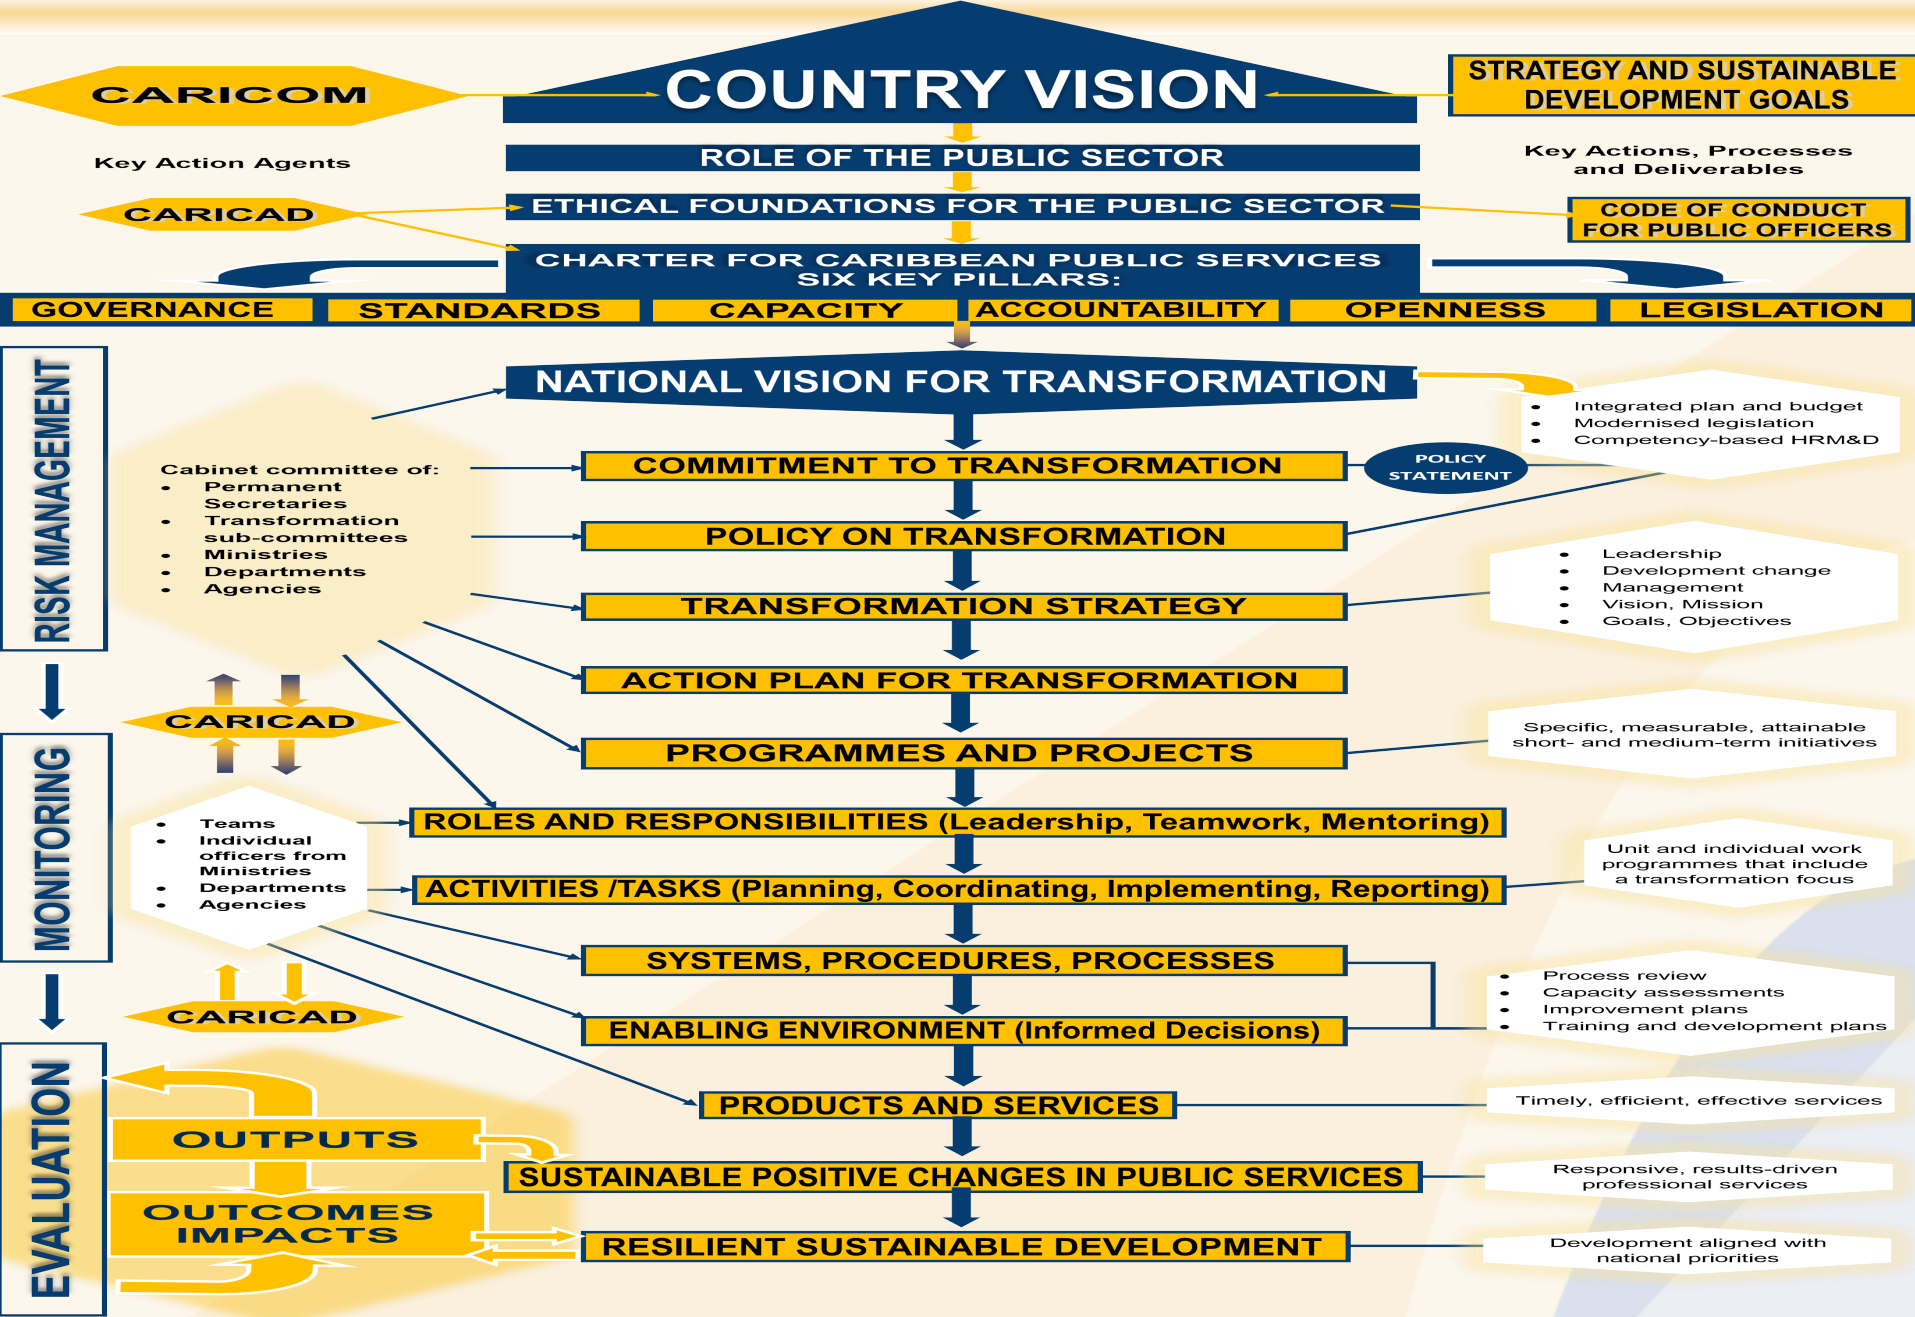 COUNTRY VISION
CARICOM
STRATEGY AND SUSTAINABLE
DEVELOPMENT GOALS
Key Action Agents
ROLE OF THE PUBLIC SECTOR
Key Actions, Processes
and Deliverables
CARICAD
ETHICAL FOUNDATIONS FOR THE PUBLIC SECTOR
CODE OF CONDUCT
FOR PUBLIC OFFICERS
CHARTER FOR CARIBBEAN PUBLIC SERVICES
SIX KEY PILLARS:
GOVERNANCE
STANDARDS
CAPACITY
ACCOUNTABILITY
OPENNESS
LEGISLATION
RISK MANAGEMENT
NATIONAL VISION FOR TRANSFORMATION
• Integrated plan and budget
• Modernised legislation
• Competency-based HRM&D
Cabinet committee of:
• Permanent
Secretaries
• Transformation
sub-committees
• Ministries
• Departments
• Agencies
COMMITMENT TO TRANSFORMATION
POLICY
STATEMENT
POLICY ON TRANSFORMATION
TRANSFORMATION STRATEGY
• Leadership
• Development change
• Management
• Vision, Mission
• Goals, Objectives
ACTION PLAN FOR TRANSFORMATION
CARICAD
MONITORING
PROGRAMMES AND PROJECTS
Specific, measurable, attainable
short- and medium-term initiatives
• Teams
• Individual
officers from
Ministries
• Departments
• Agencies
ROLES AND RESPONSIBILITIES (Leadership, Teamwork, Mentoring)
ACTIVITIES /TASKS (Planning, Coordinating, Implementing, Reporting)
Unit and individual work
programmes that include
a transformation focus
SYSTEMS, PROCEDURES, PROCESSES
• Process review
• Capacity assessments
• Improvement plans
• Training and development plans
CARICAD
ENABLING ENVIRONMENT (Informed Decisions)
EVALUATION
PRODUCTS AND SERVICES
Timely, efficient, effective services
OUTPUTS
SUSTAINABLE POSITIVE CHANGES IN PUBLIC SERVICES
Responsive, results-driven
professional services
OUTCOMES
IMPACTS
RESILIENT SUSTAINABLE DEVELOPMENT
Development aligned with
national priorities